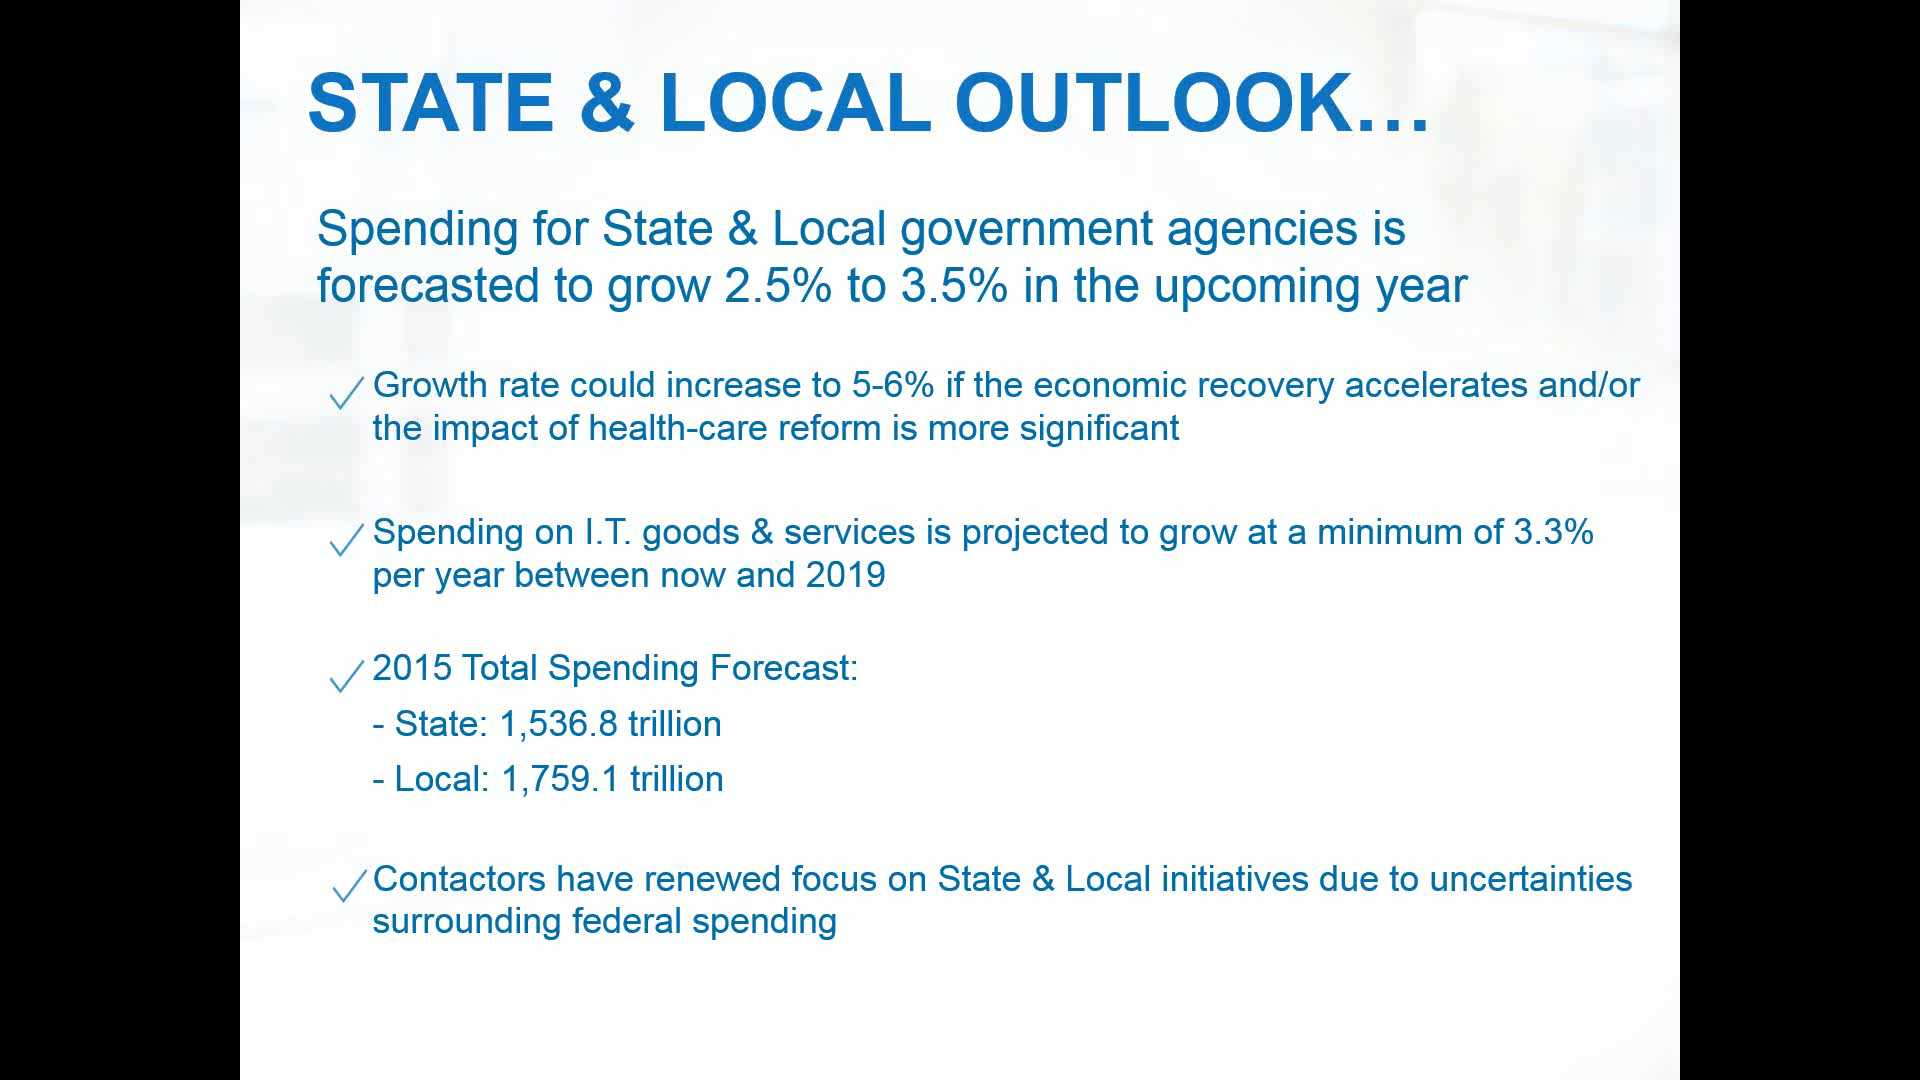 STATE & LOCAL OUTLOOK…
Spending for State & Local government agencies is
forecasted to grow 2.5% to 3.5% in the upcoming year
Growth rate could increase to 5-6% if the economic recovery accelerates and/or
the impact of health-care reform is more significant
Spending on I.T. goods & services is projected to grow at a minimum of 3.3%
per year between now and 2019
2015 Total Spending Forecast:
- State: 1,536.8 trillion
- Local: 1,759.1 trillion
Contactors have renewed focus on State & Local initiatives due to uncertainties
surrounding federal spending